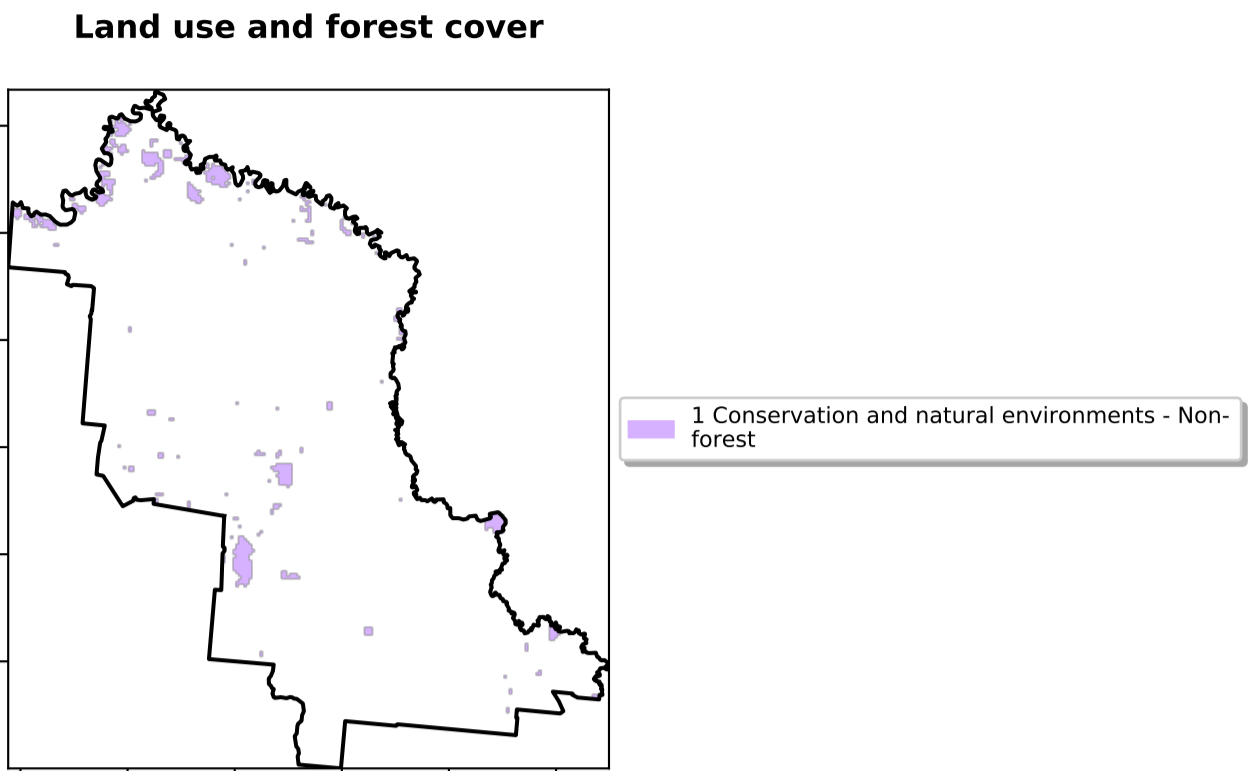 Land use and forest cover
1 Conservation and natural environments - Non-
forest